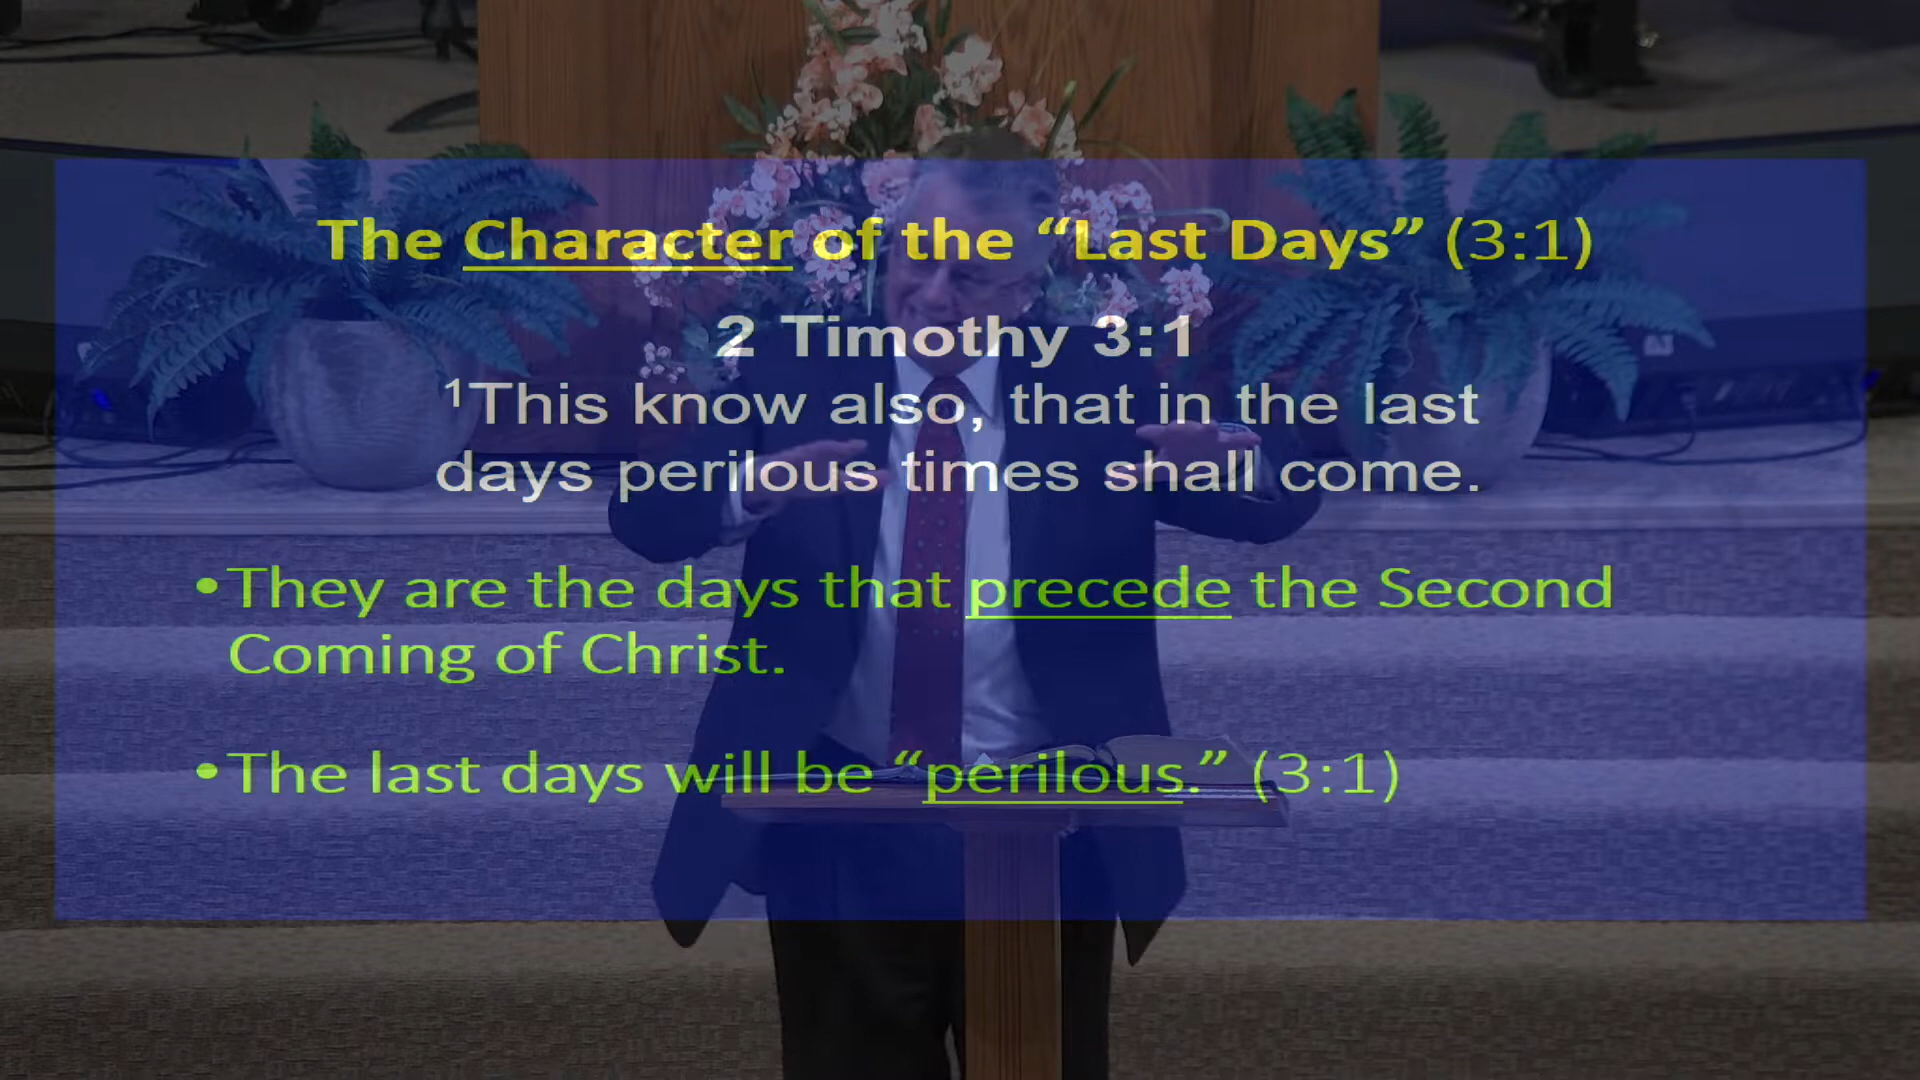 The Character of the “Last Days” (3:1)
2 Timothy 3:1
¹This know also, that in the last
days perilous times shall come.
•They are the days that precede the Second
Coming of Christ.
•The last days will be “perilous.” (3:1)